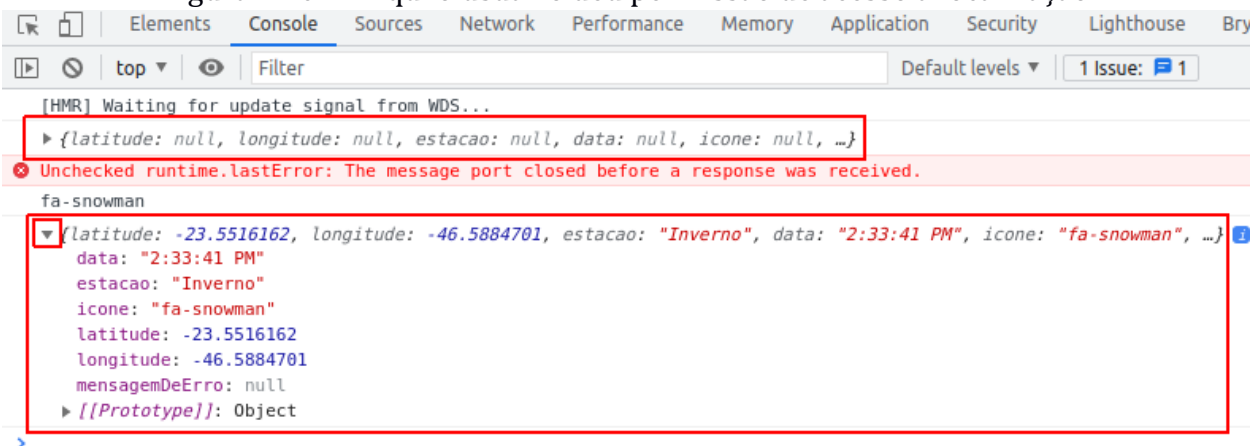 Elements Console Sources Network Performance Memory Application Security Lighthouse Bry
top ▼ Filter Default levels ▼ 1 Issue: 1
[HMR] Waiting for update signal from WDS...
▶ {latitude: null, longitude: null, estacao: null, data: null, icone: null, …}
Unchecked runtime.lastError: The message port closed before a response was received.
fa-snowman
▼ {latitude: -23.5516162, longitude: -46.5884701, estacao: "Inverno", data: "2:33:41 PM", icone: "fa-snowman", …} i
data: "2:33:41 PM"
estacao: "Inverno"
icone: "fa-snowman"
latitude: -23.5516162
longitude: -46.5884701
mensagemDeErro: null
▶ [[Prototype]]: Object
>